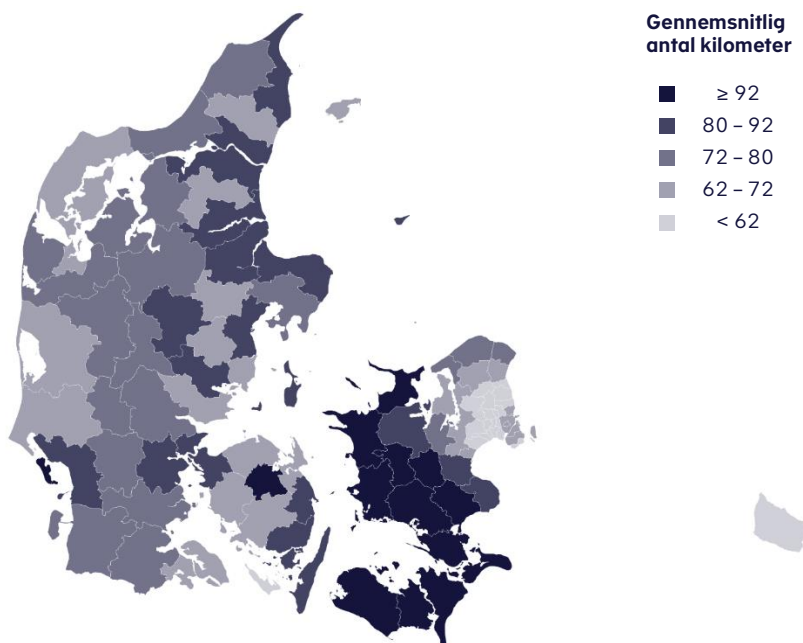 Gennemsnitlig
antal kilometer
≥ 92
80 – 92
72 – 80
62 – 72
< 62